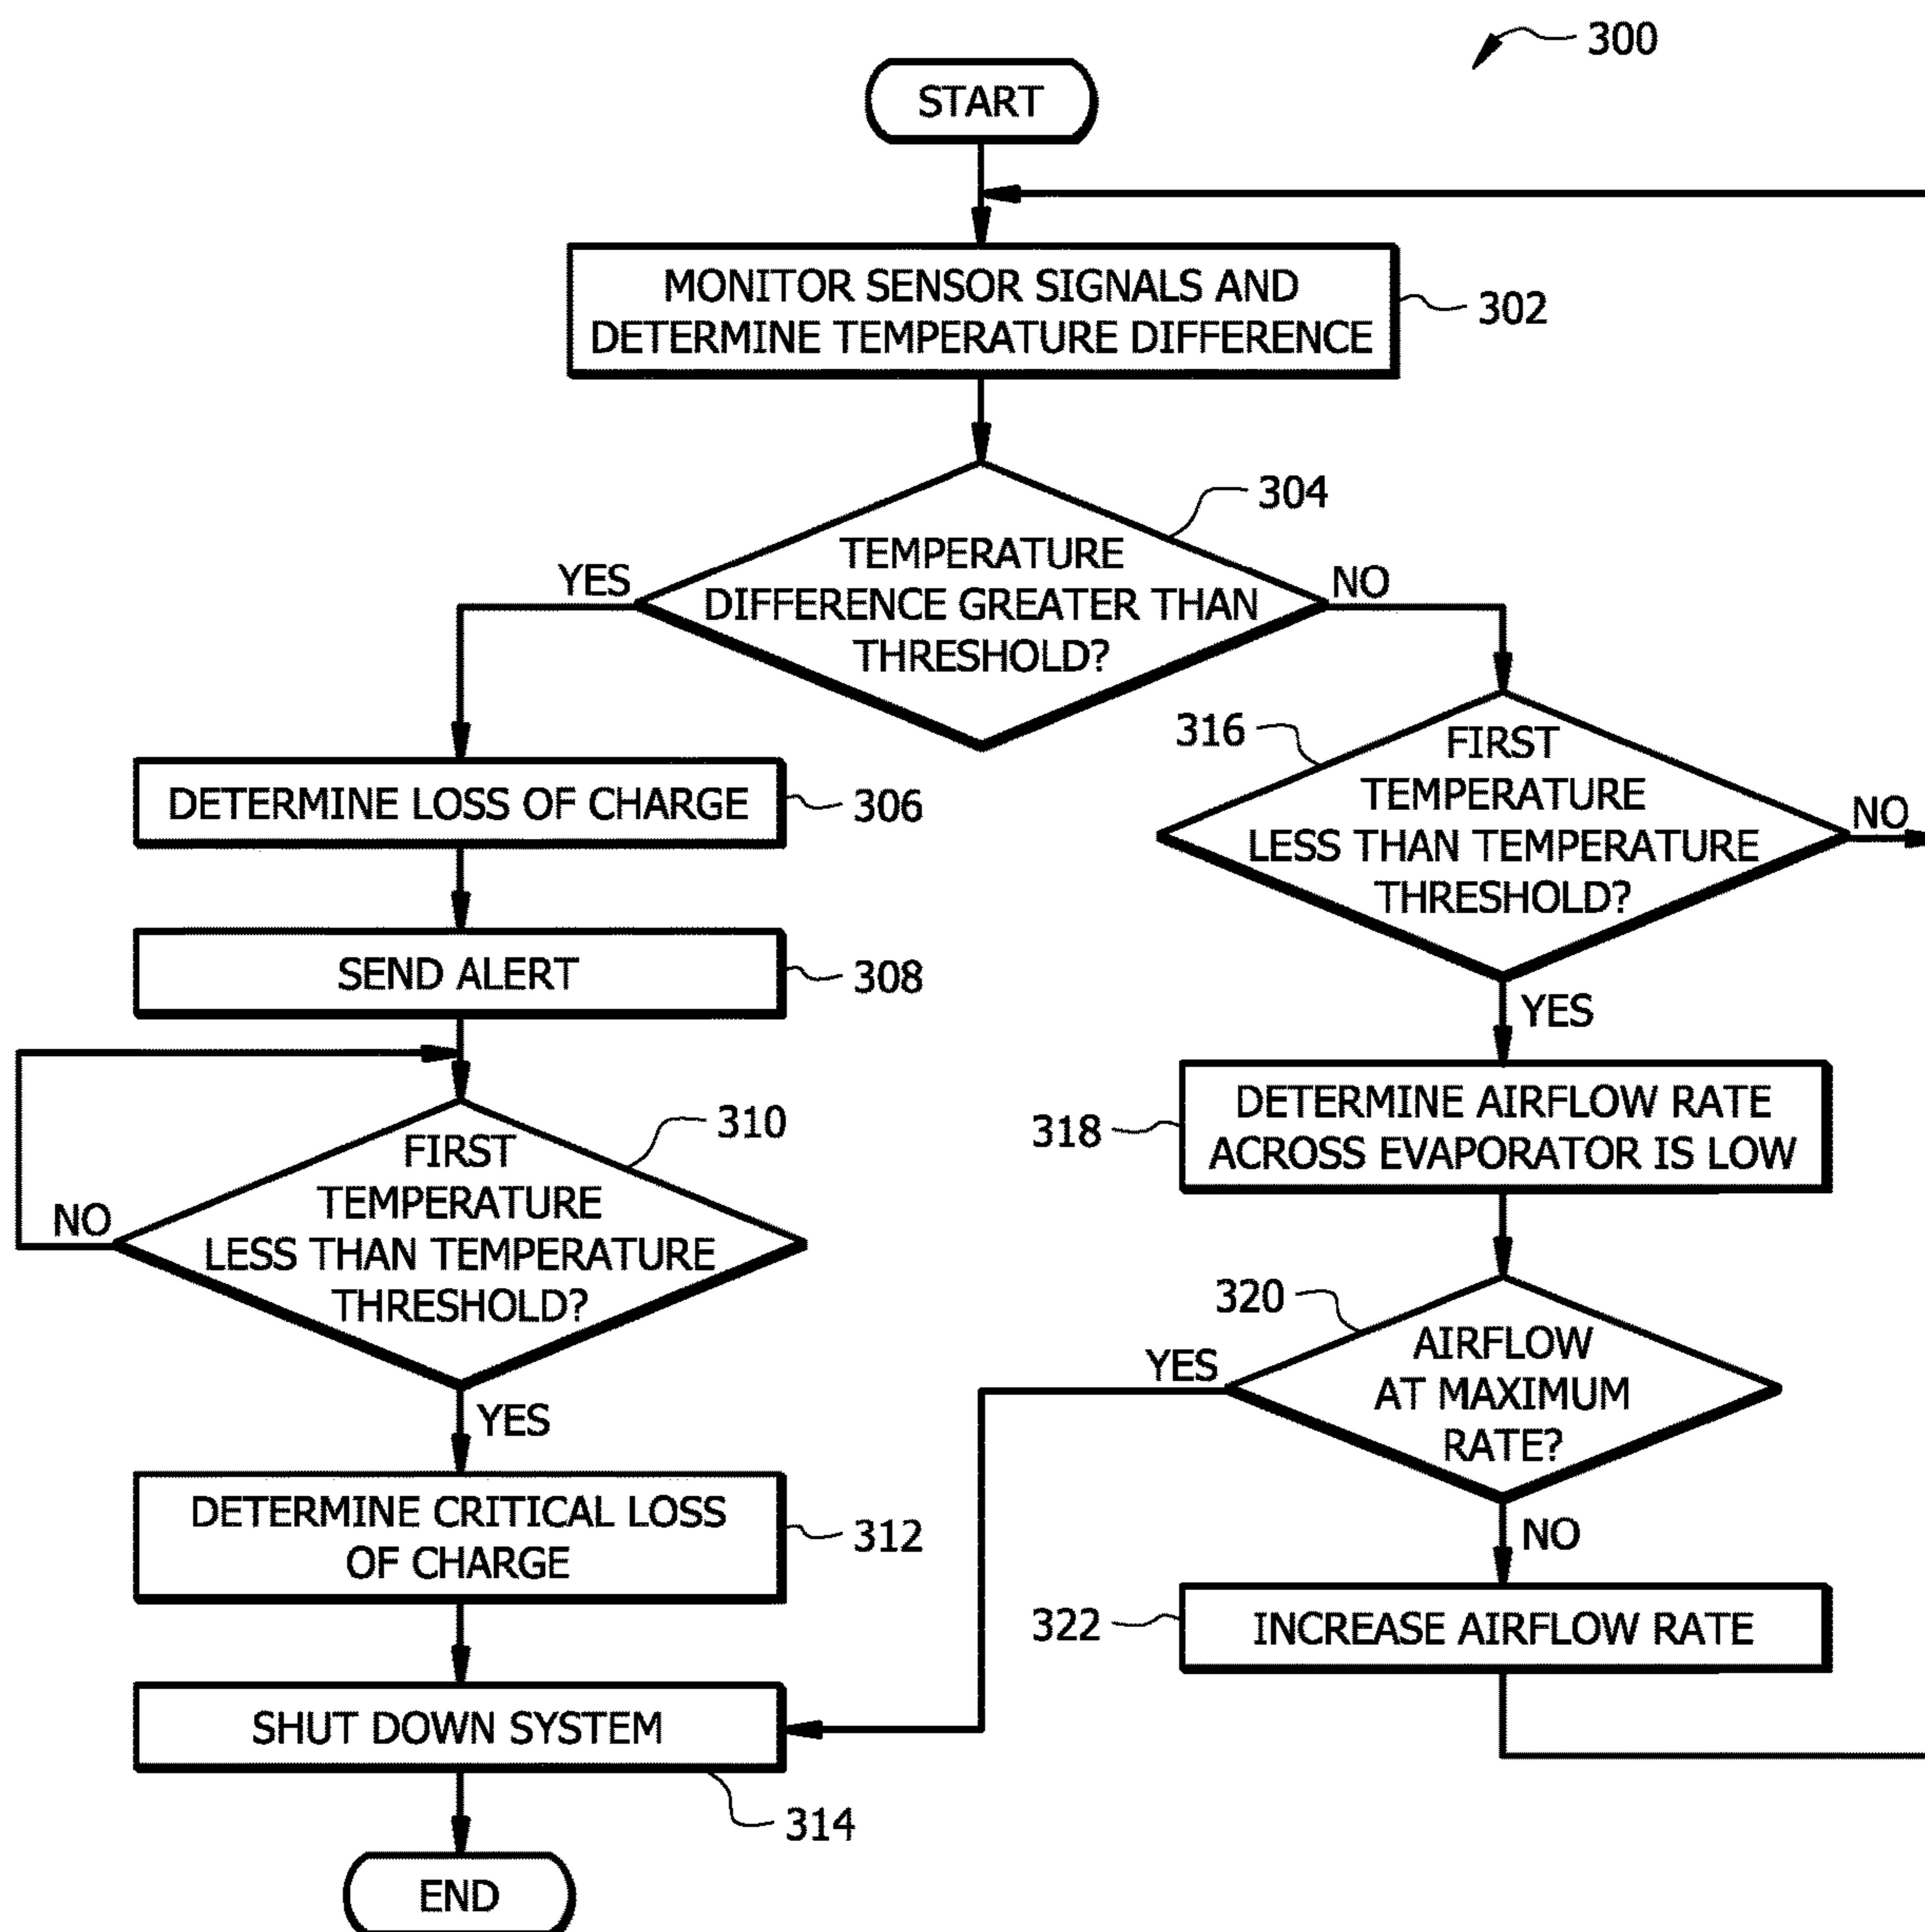 300
START
MONITOR SENSOR SIGNALS AND
DETERMINE TEMPERATURE DIFFERENCE
302
304
TEMPERATURE
DIFFERENCE GREATER THAN
THRESHOLD?
YES
NO
DETERMINE LOSS OF CHARGE
306
SEND ALERT
308
310
FIRST
TEMPERATURE
LESS THAN TEMPERATURE
THRESHOLD?
NO
YES
DETERMINE CRITICAL LOSS
OF CHARGE
312
SHUT DOWN SYSTEM
314
END
316
FIRST
TEMPERATURE
LESS THAN TEMPERATURE
THRESHOLD?
NO
YES
DETERMINE AIRFLOW RATE
ACROSS EVAPORATOR IS LOW
318
320
AIRFLOW
AT MAXIMUM
RATE?
YES
NO
322
INCREASE AIRFLOW RATE